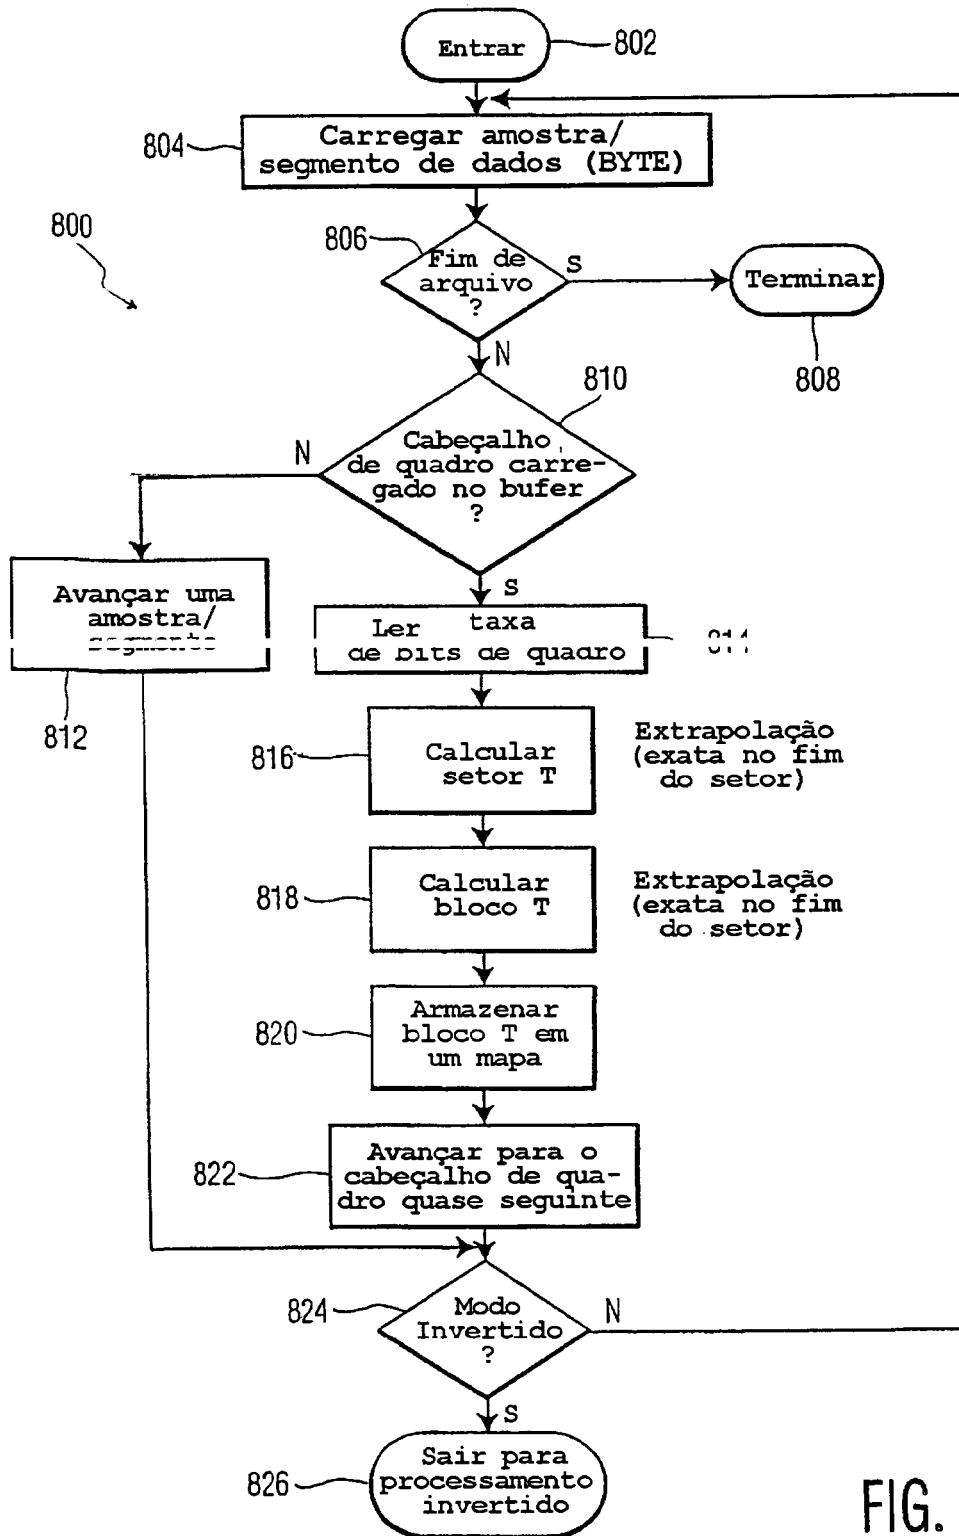 Entrar
802
804
Carregar amostra/
segmento de dados (BYTE)
800
806
Fim de
arquivo
?
S
Terminar
808
N
810
Cabeçalho
de quadro carre-
gado no bufer
?
N
S
Avançar uma
amostra/
segmento
812
Ler taxa
de bits de quadro
814
816
Calcular
setor T
Extrapolação
(exata no fim
do setor)
818
Calcular
bloco T
Extrapolação
(exata no fim
do setor)
820
Armazenar
bloco T em
um mapa
822
Avançar para o
cabeçalho de qua-
dro quase seguinte
824
Modo
Invertido
?
N
S
826
Sair para
processamento
invertido
FIG.